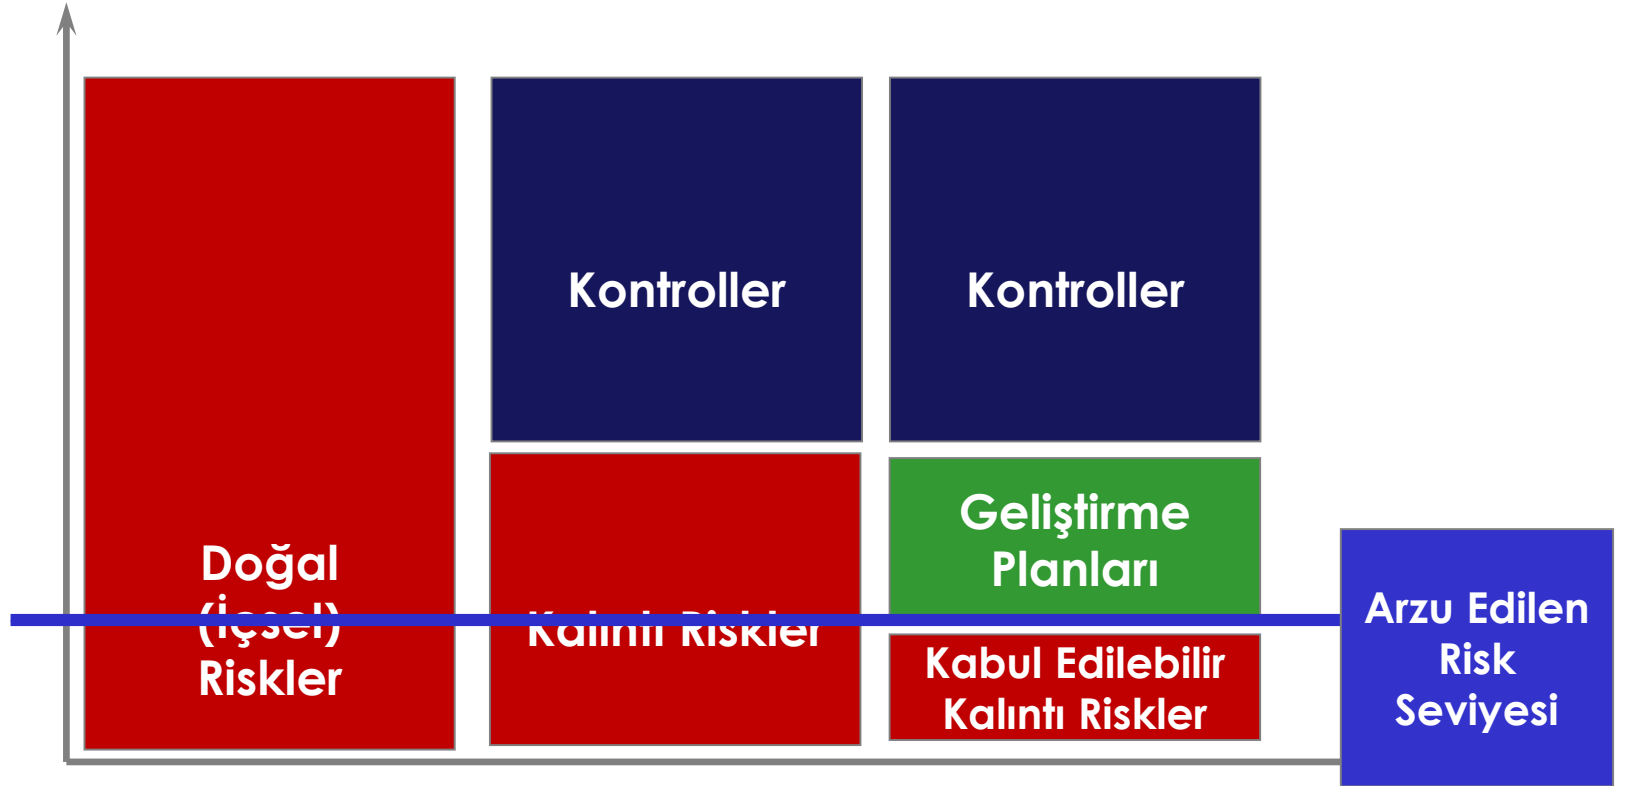 Kontroller
Kontroller
Doğal
(İçsel)
Riskler
Kalıntı Riskler
Geliştirme
Planları
Kabul Edilebilir
Kalıntı Riskler
Arzu Edilen
Risk
Seviyesi